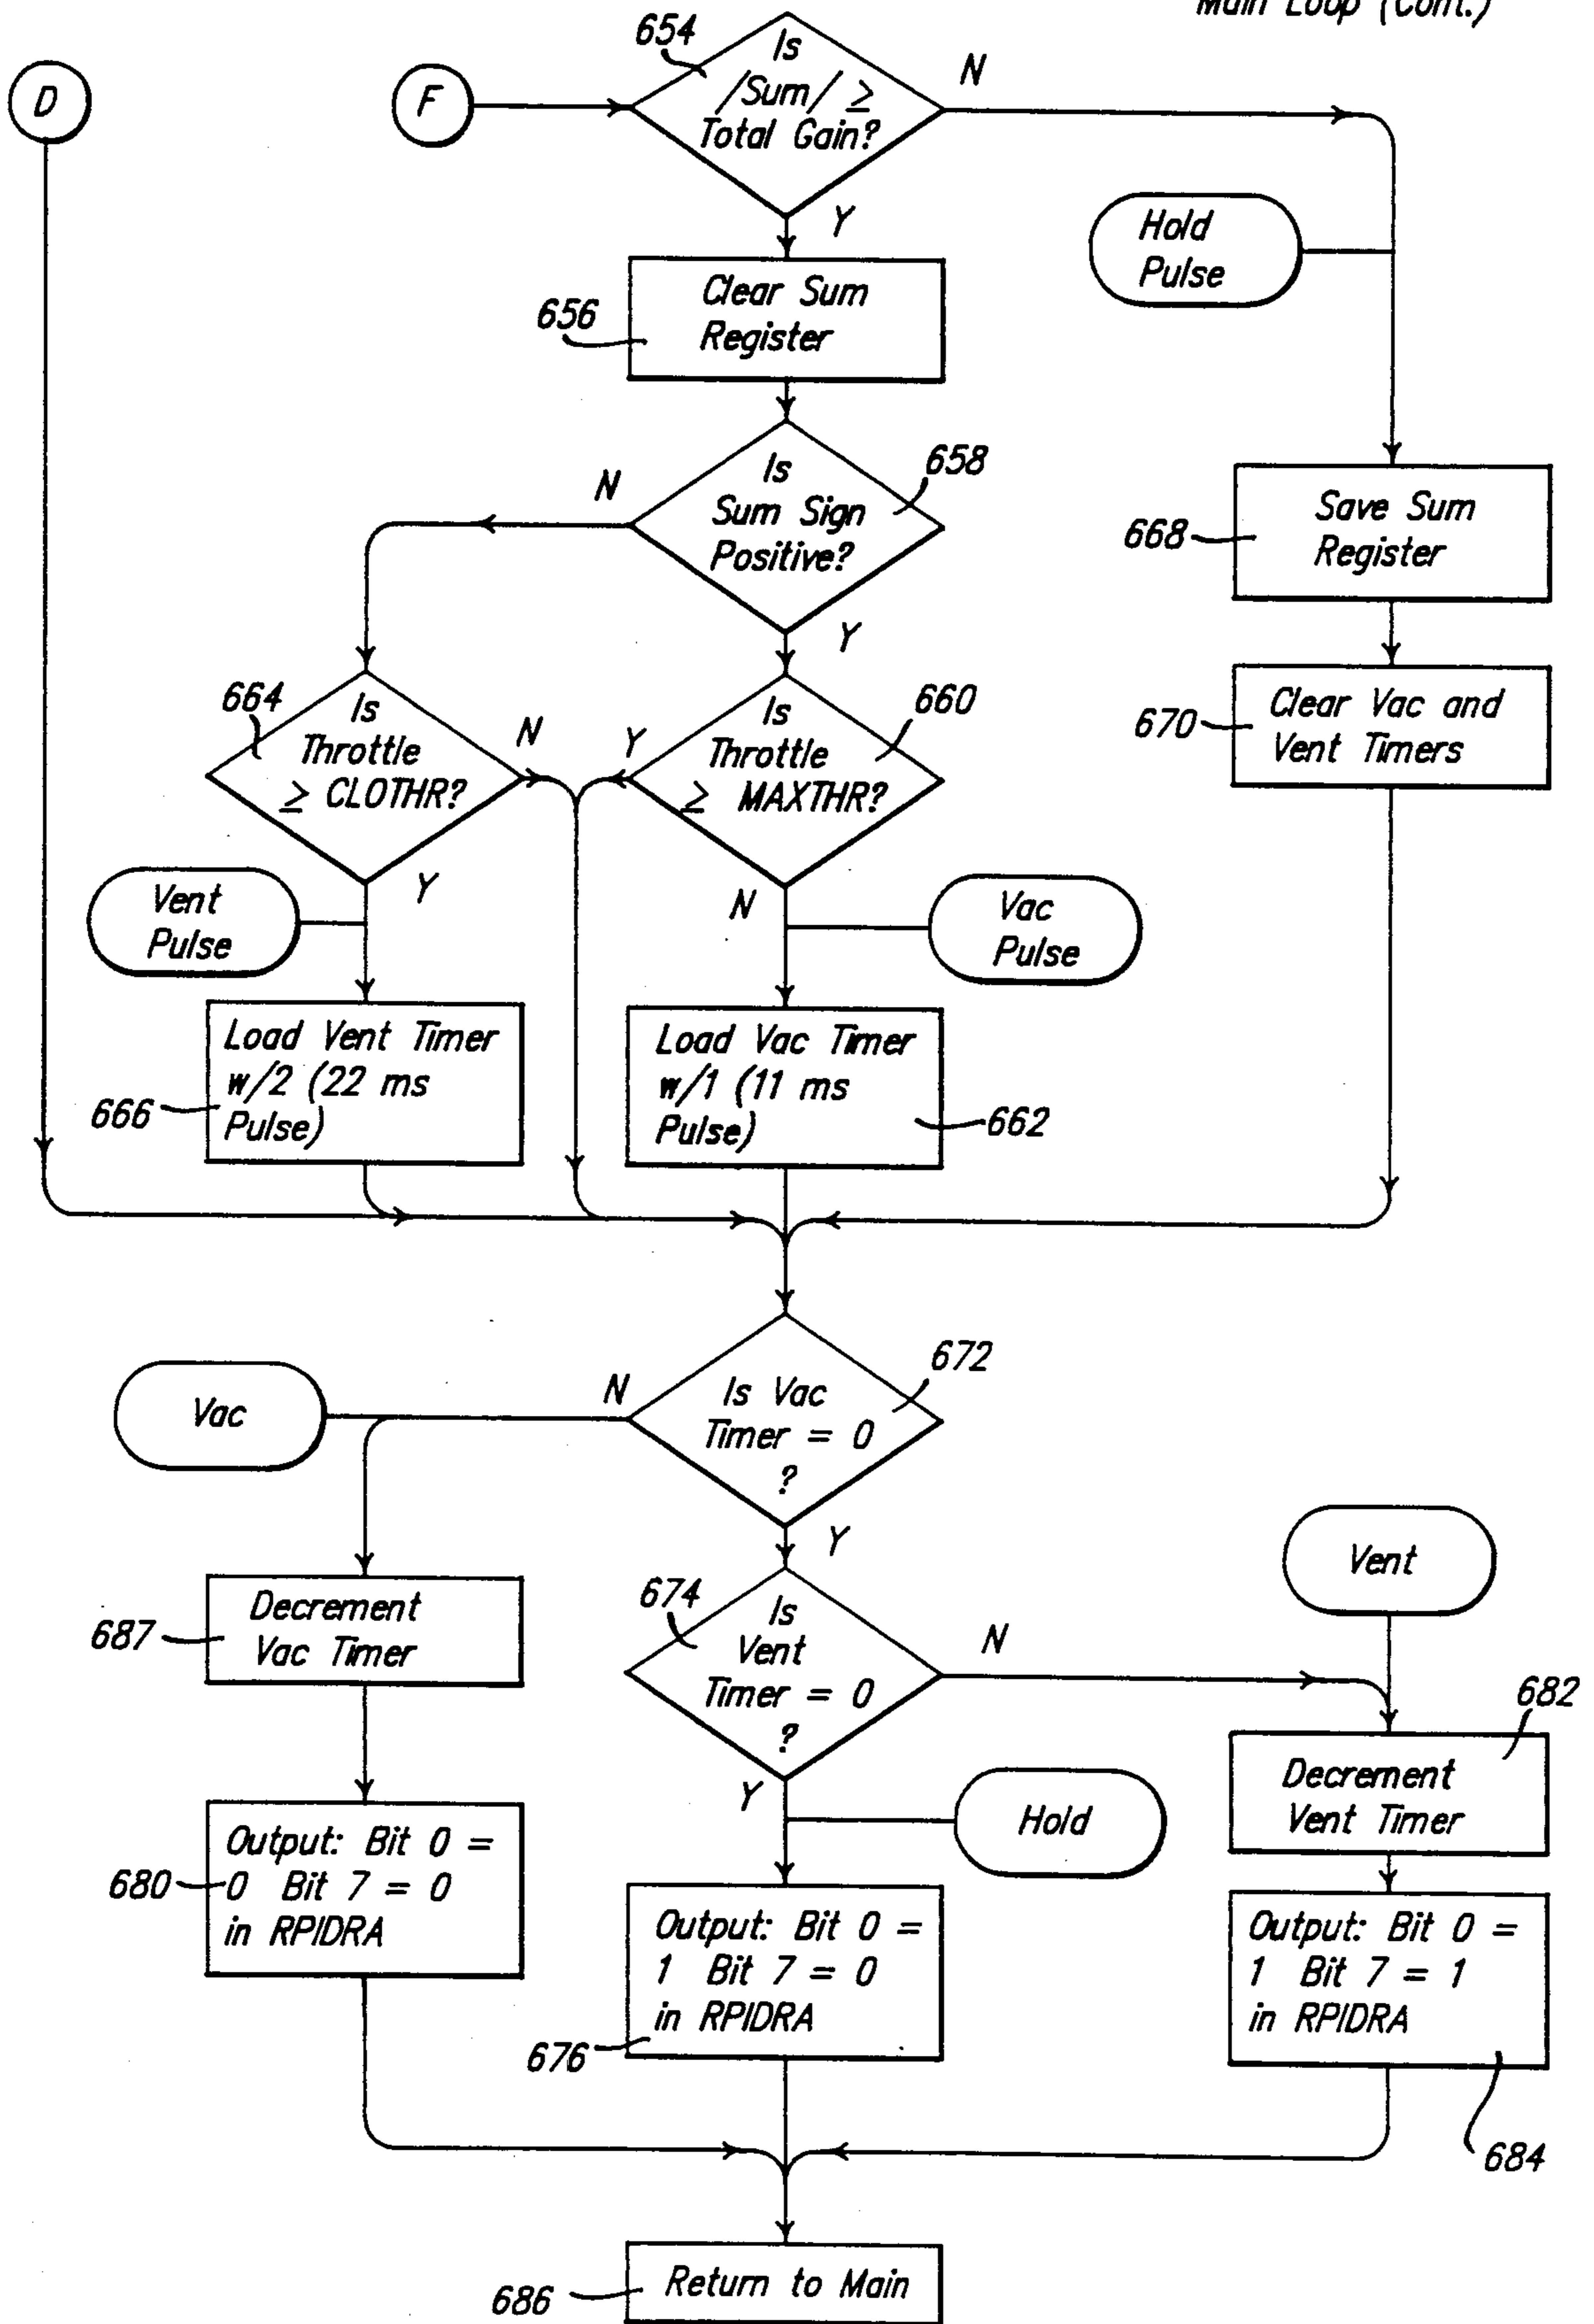 Main Loop (Cont.)
D
F
654
Is
/Sum/ ≥
Total Gain?
N
Y
Hold
Pulse
656
Clear Sum
Register
658
Is
Sum Sign
Positive?
N
Y
668
Save Sum
Register
664
Is
Throttle
≥ CLOTHR?
N
Y
660
Is
Throttle
≥ MAXTHR?
Y
N
670
Clear Vac and
Vent Timers
Vent
Pulse
Vac
Pulse
666
Load Vent Timer
w/2 (22 ms
Pulse)
Load Vac Timer
w/1 (11 ms
Pulse)
662
672
Is Vac
Timer = 0
?
N
Y
Vac
Vent
687
Decrement
Vac Timer
674
Is
Vent
Timer = 0
?
N
Y
682
Decrement
Vent Timer
Hold
680
Output: Bit 0 =
0 Bit 7 = 0
in RPIDRA
Output: Bit 0 =
1 Bit 7 = 0
in RPIDRA
676
Output: Bit 0 =
1 Bit 7 = 1
in RPIDRA
684
686
Return to Main